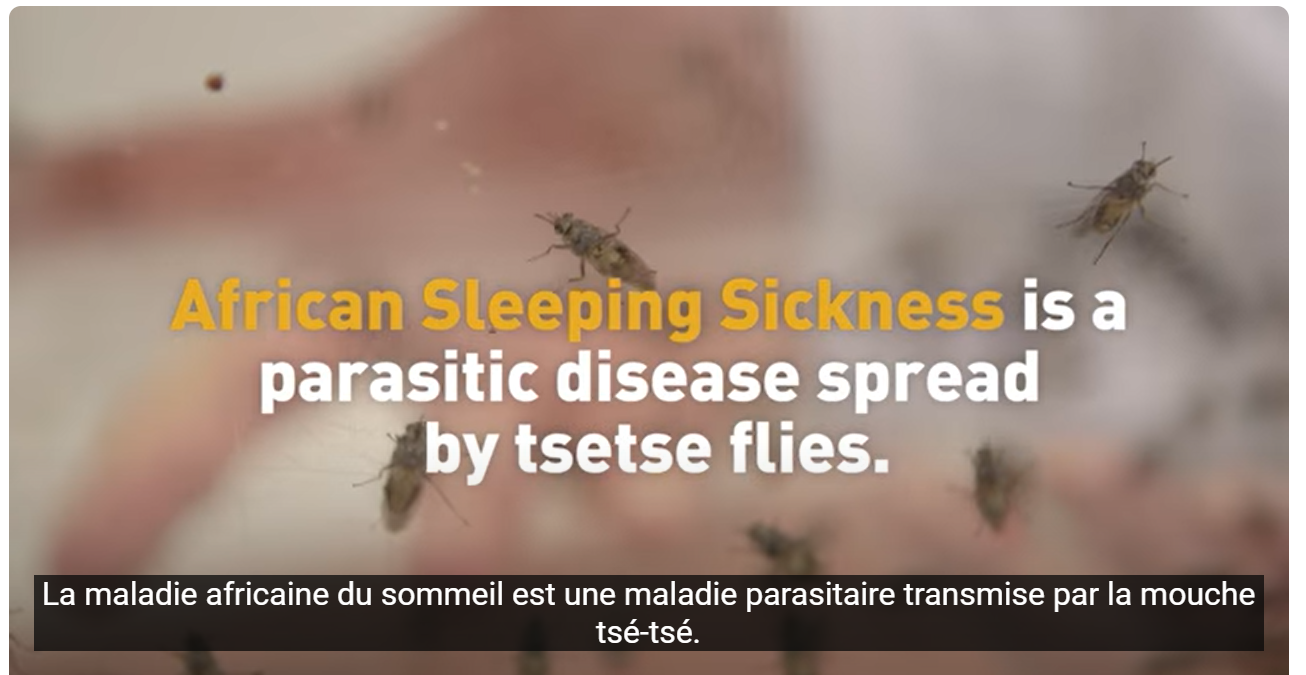 African Sleeping Sickness is a
parasitic disease spread
by tsetse flies.
La maladie africaine du sommeil est une maladie parasitaire transmise par la mouche
tsé-tsé.